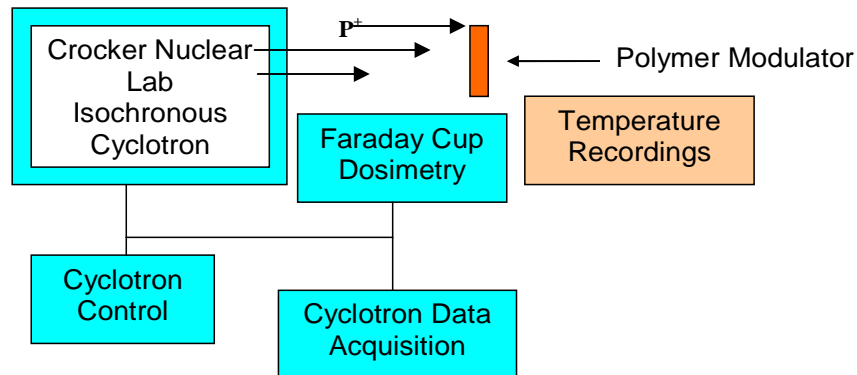 P+
Crocker Nuclear
Lab
Isochronous
Cyclotron
Polymer Modulator
Faraday Cup
Dosimetry
Temperature
Recordings
Cyclotron
Control
Cyclotron Data
Acquisition